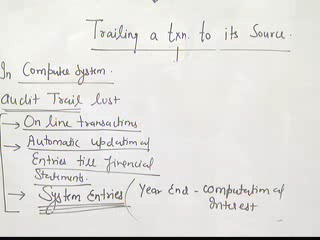 Trailing a txn. to its Source.
In Computer System.
Audit Trail lost
→ On line transactions
→ Automatic updation of
Entries till financial
Statements.
→ System Entries (Year End - computation of
Interest